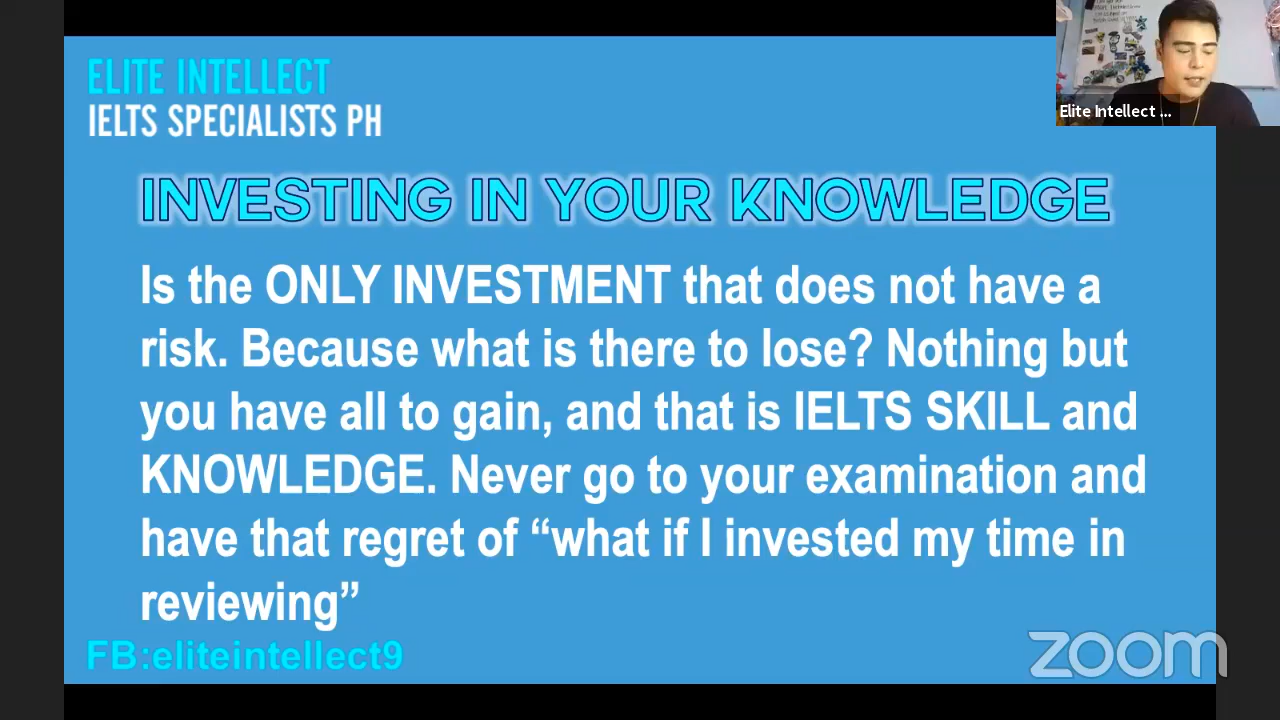 ELITE INTELLECT
IELTS SPECIALISTS PH
Elite Intellect ...
INVESTING IN YOUR KNOWLEDGE
Is the ONLY INVESTMENT that does not have a
risk. Because what is there to lose? Nothing but
you have all to gain, and that is IELTS SKILL and
KNOWLEDGE. Never go to your examination and
have that regret of “what if I invested my time in
reviewing”
FB:eliteintellect9
zoom